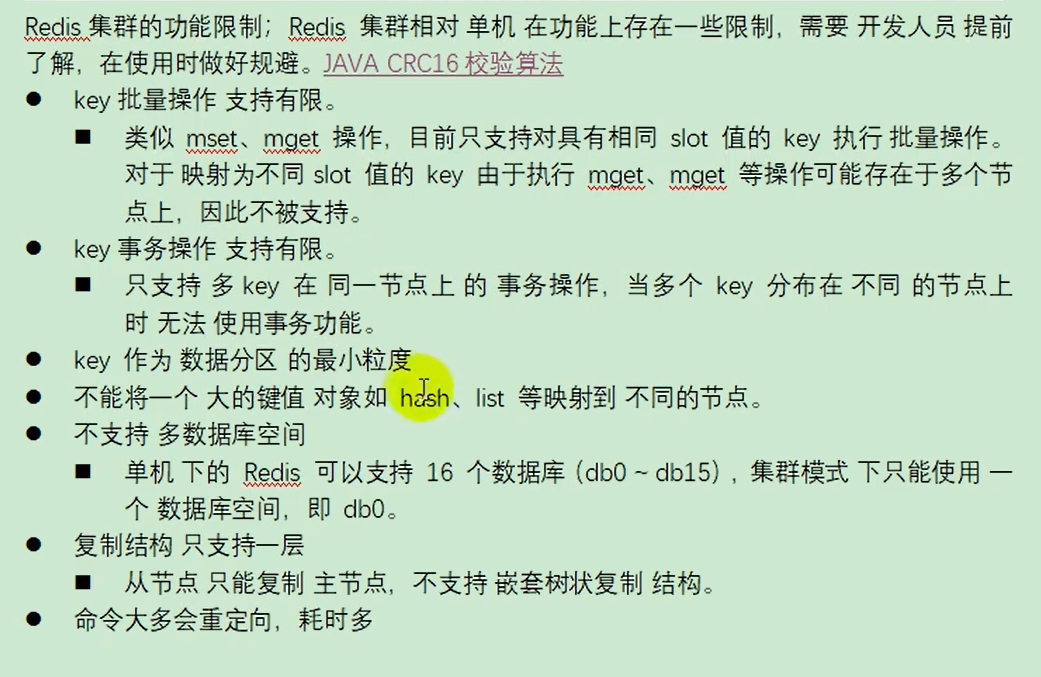 Redis 集群的功能限制；Redis 集群相对 单机 在功能上存在一些限制，需要 开发人员 提前
了解，在使用时做好规避。JAVA CRC16 校验算法
● key 批量操作 支持有限。
■ 类似 mset、mget 操作，目前只支持对具有相同 slot 值的 key 执行 批量操作。
对于 映射为不同 slot 值的 key 由于执行 mget、mget 等操作可能存在于多个节
点上，因此不被支持。
● key 事务操作 支持有限。
■ 只支持 多 key 在 同一节点上 的 事务操作，当多个 key 分布在 不同 的节点上
时 无法 使用事务功能。
● key 作为 数据分区 的最小粒度
● 不能将一个 大的键值 对象如 hash、list 等映射到 不同的节点。
● 不支持 多数据库空间
■ 单机 下的 Redis 可以支持 16 个数据库（db0 ~ db15），集群模式 下只能使用 一
个 数据库空间，即 db0。
● 复制结构 只支持一层
■ 从节点 只能复制 主节点，不支持 嵌套树状复制 结构。
● 命令大多会重定向，耗时多